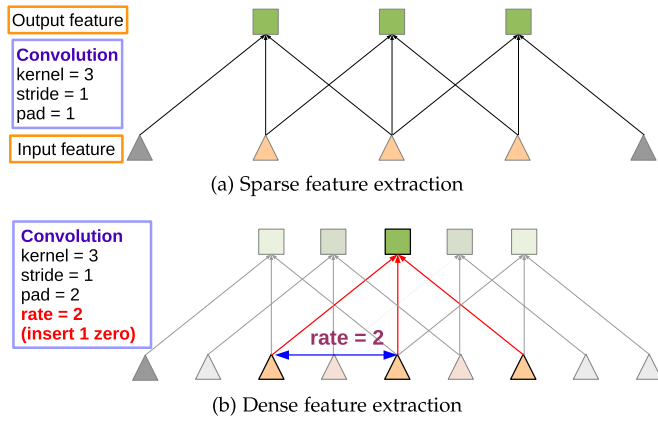 Output feature
Convolution
kernel = 3
stride = 1
pad = 1
Input feature
(a) Sparse feature extraction
Convolution
kernel = 3
stride = 1
pad = 2
rate = 2
(insert 1 zero)
rate = 2
(b) Dense feature extraction